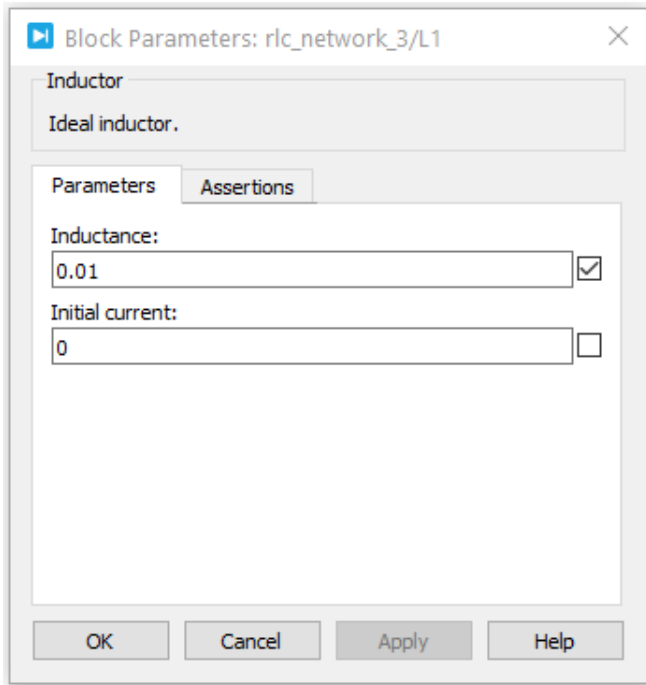 Block Parameters: rlc_network_3/L1
Inductor
Ideal inductor.
Parameters Assertions
Inductance:
0.01
Initial current:
0
OK Cancel Apply Help